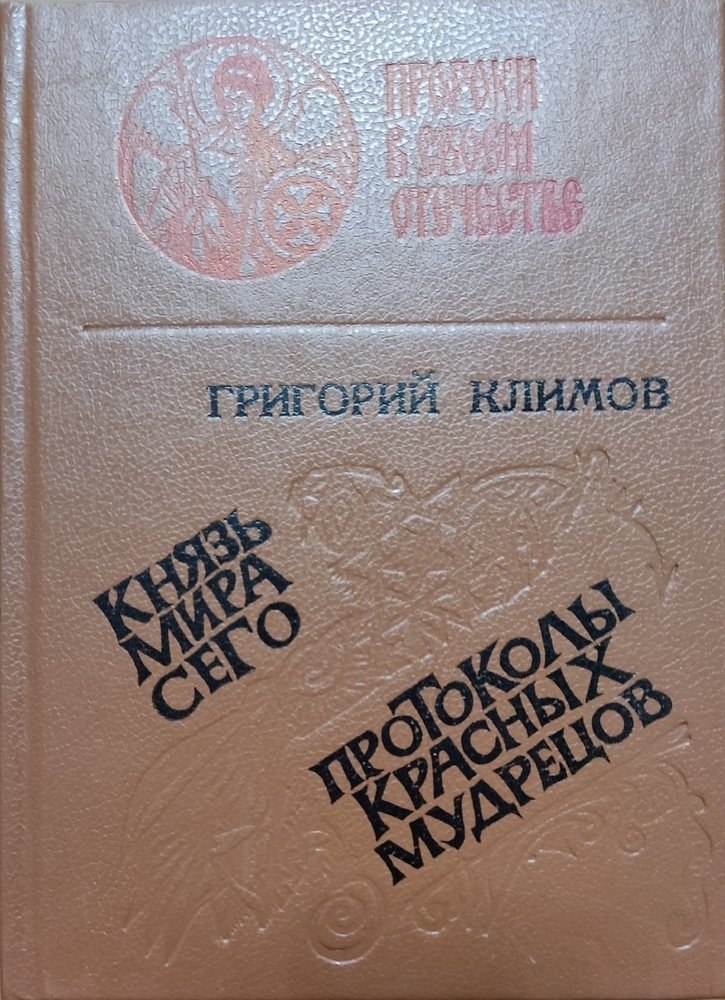 ПРОРОКИ
В СВОЕМ
ОТЕЧЕСТВЕ
ГРИГОРИЙ КЛИМОВ
КНЯЗЬ
МИРА
СЕГО
ПРОТОКОЛЫ
КРАСНЫХ
МУДРЕЦОВ